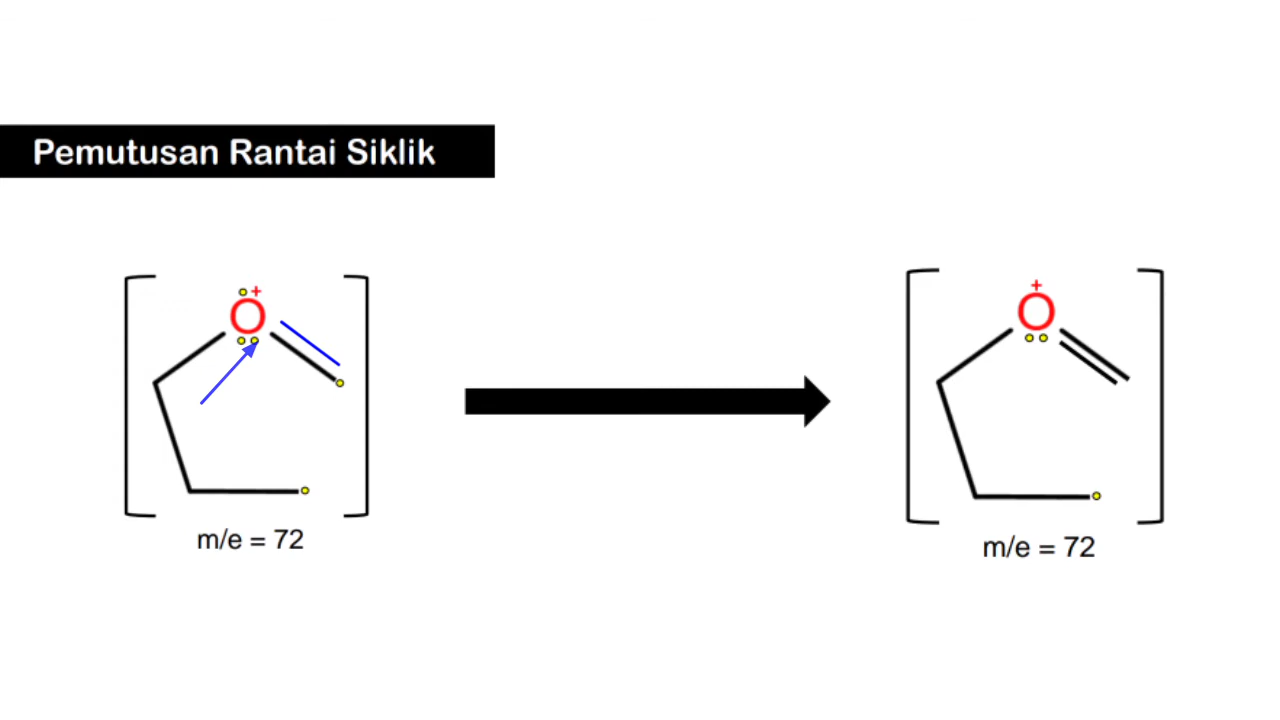 Pemutusan Rantai Siklik
+
O
+
O
m/e = 72
m/e = 72